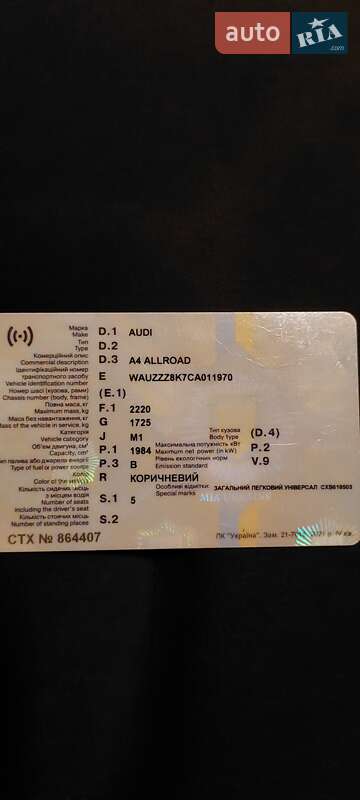 auto RIA .com
Марка D.1 AUDI
Make
Тип D.2
Type
Комерційний опис D.3 A4 ALLROAD
Commercial description
Ідентифікаційний номер
транспортного засобу E WAUZZZ8K7CA011970
Vehicle identification number
Номер шасі (кузова, рами) (E.1)
Chassis number (body, frame)
Повна маса, кг F.1 2220
Maximum mass, kg
Маса без навантаження, кг G 1725
Mass of the vehicle in service, kg
Категорія J M1 Тип кузова (D.4)
Vehicle category Body type
Об'єм двигуна, см³ P.1 1984 Максимальна потужність кВт P.2
Capacity, cm³ Maximum net power (in kW)
Тип палива або джерело енергії P.3 B Рівень екологічних норм V.9
Type of fuel or power source Emission standard
Колір R КОРИЧНЕВИЙ
Color of the
Кількість сидячих місць Особливі відмітки: ЗАГАЛЬНИЙ ЛЕГКОВИЙ УНІВЕРСАЛ
з місцем водія S.1 5 Special marks
Number of seats
including the driver's seat
Кількість стоячих місць S.2
Number of standing places
СТХ № 864407 ПК "Україна". Зам. 21-